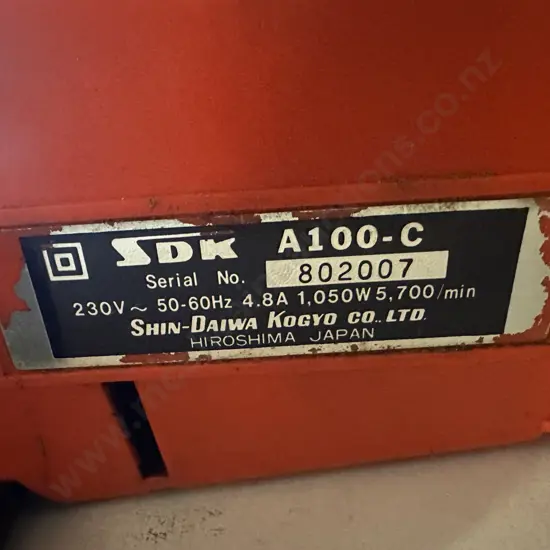 SDK A100-C
Serial No. 802007
230V ~ 50-60Hz 4.8A 1,050W 5,700/min
SHIN-DAIWA KOGYO CO., LTD.
HIROSHIMA JAPAN